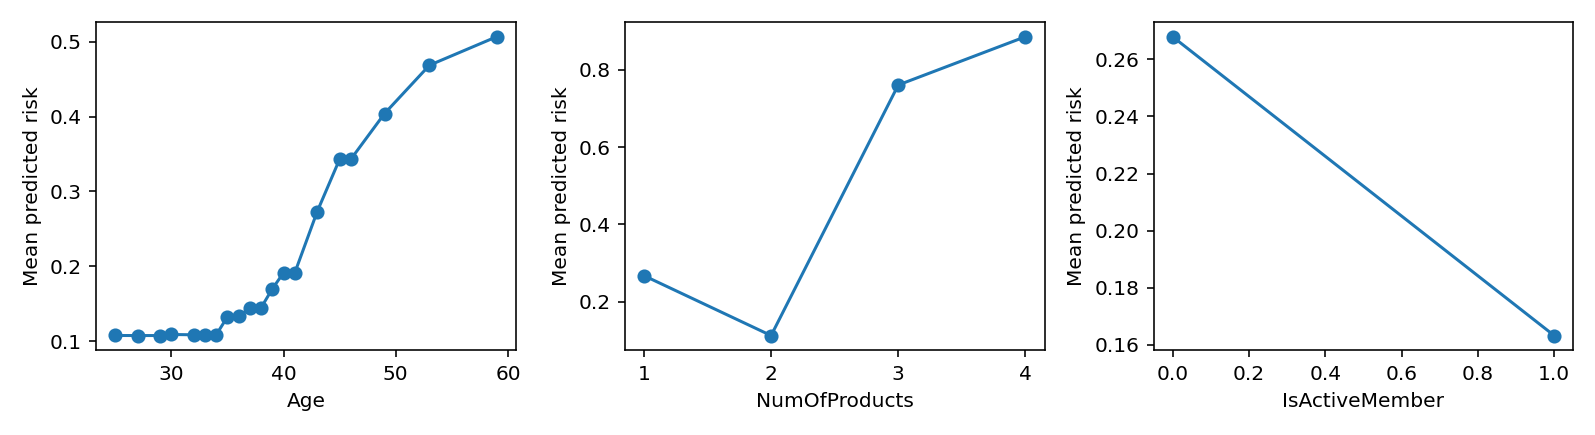 Mean predicted risk
0.5
0.4
0.3
0.2
0.1
30 40 50 60
Age
Mean predicted risk
0.8
0.6
0.4
0.2
1 2 3 4
NumOfProducts
Mean predicted risk
0.26
0.24
0.22
0.20
0.18
0.16
0.0 0.2 0.4 0.6 0.8 1.0
IsActiveMember